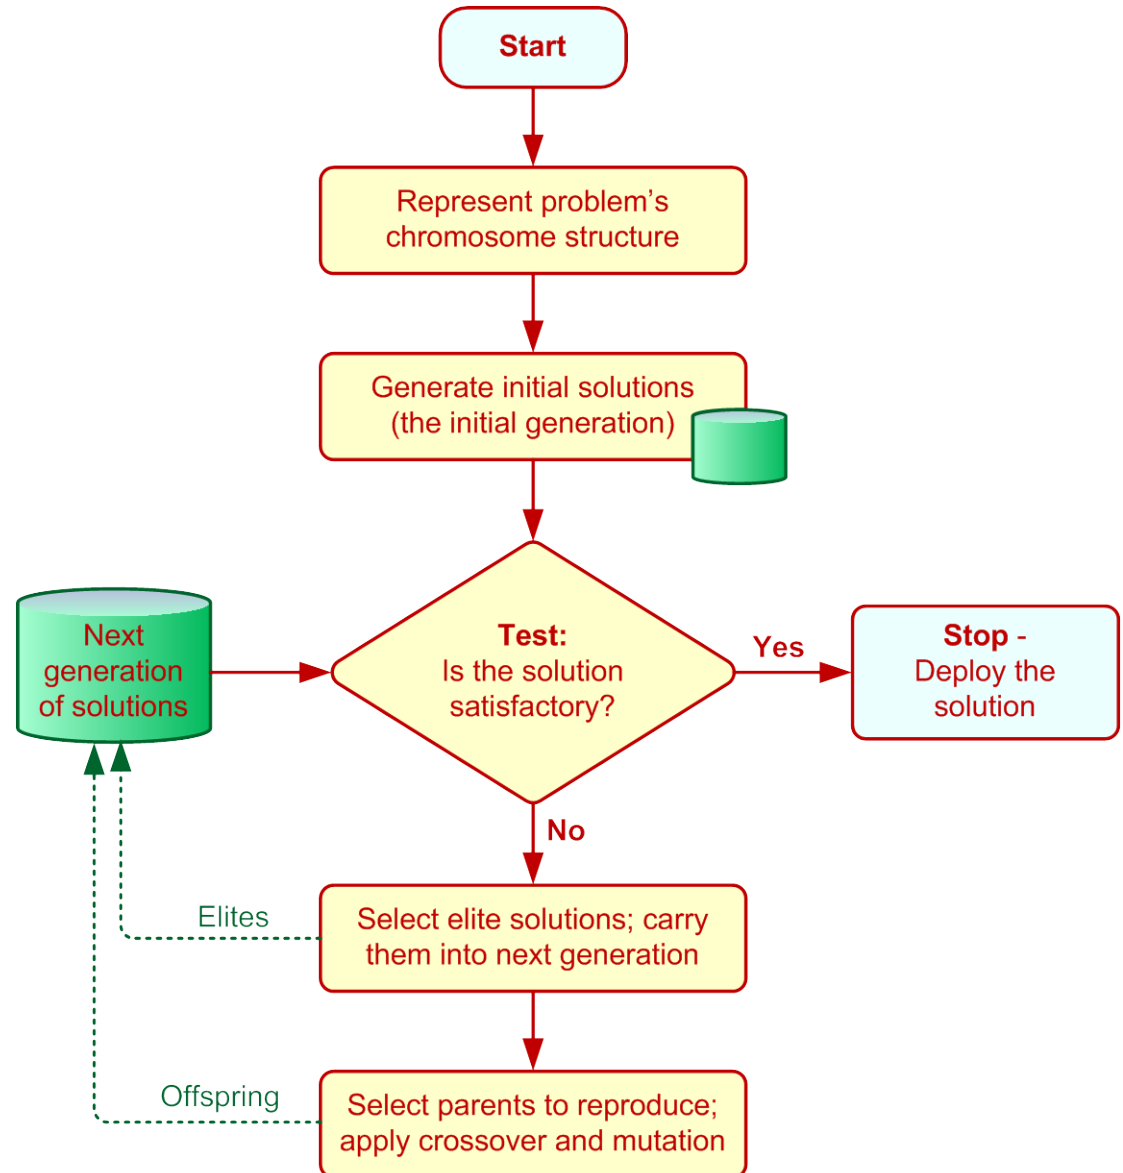 Start
Represent problem’s
chromosome structure
Generate initial solutions
(the initial generation)
Next
generation
of solutions
Test:
Is the solution
satisfactory?
Yes
Stop -
Deploy the
solution
No
Elites
Select elite solutions; carry
them into next generation
Offspring
Select parents to reproduce;
apply crossover and mutation